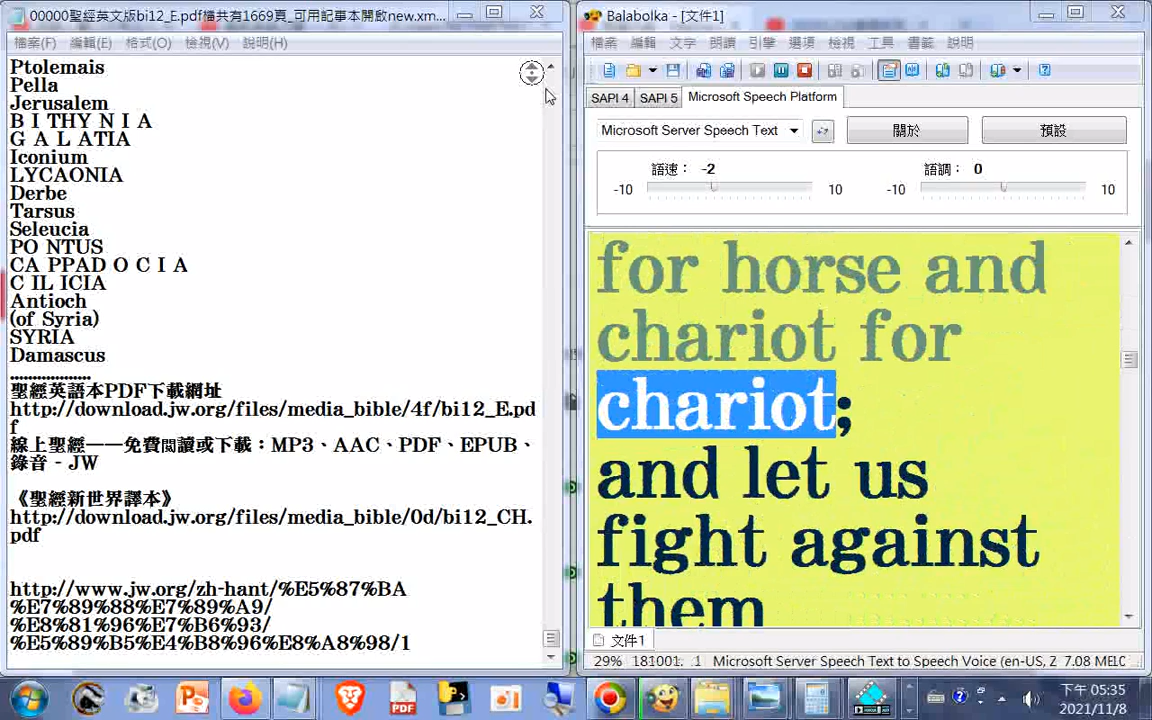 00000聖經英文版bi12_E.pdf檔共有1669頁_可用記事本開啟new.xm...
檔案(F) 編輯(E) 格式(O) 檢視(V) 說明(H)
Ptolemais
Pella
Jerusalem
B I THY N I A
G A L ATIA
Iconium
LYCAONIA
Derbe
Tarsus
Seleucia
PO NTUS
CA PPAD O C I A
C IL ICIA
Antioch
(of Syria)
SYRIA
Damascus
..................
聖經英語本PDF下載網址
http://download.jw.org/files/media_bible/4f/bi12_E.pd
f
線上聖經──免費閱讀或下載：MP3、AAC、PDF、EPUB、
錄音 - JW
《聖經新世界譯本》
http://download.jw.org/files/media_bible/0d/bi12_CH.
pdf
http://www.jw.org/zh-hant/%E5%87%BA
%E7%89%88%E7%89%A9/
%E8%81%96%E7%B6%93/
%E5%89%B5%E4%B8%96%E8%A8%98/1
Balabolka - [文件1]
檔案 編輯 文字 朗讀 引擎 選項 檢視 工具 書籤 說明
SAPI 4 SAPI 5 Microsoft Speech Platform
Microsoft Server Speech Text 關於 預設
語速： -2 語調： 0
-10 10 -10 10
for horse and
chariot for
chariot;
and let us
fight against
them
文件1
29% 181001. .1 Microsoft Server Speech Text to Speech Voice (en-US, Z 7.08 MELC
PDF
下午 05:35
2021/11/8